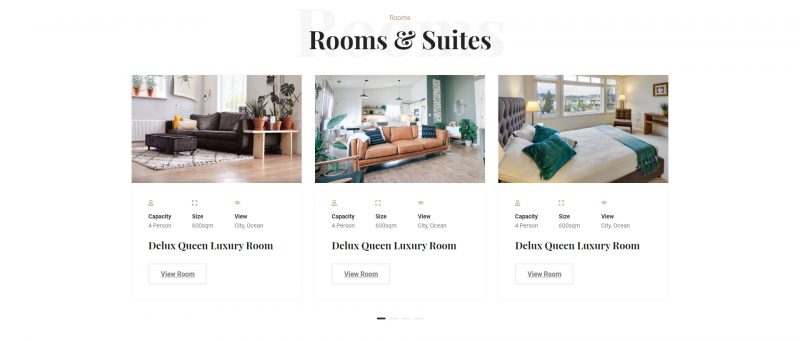 Rooms
Rooms
Rooms & Suites
Capacity Size View
4 Person 600sqm City, Ocean
Delux Queen Luxury Room
View Room
Capacity Size View
4 Person 600sqm City, Ocean
Delux Queen Luxury Room
View Room
Capacity Size View
4 Person 600sqm City, Ocean
Delux Queen Luxury Room
View Room